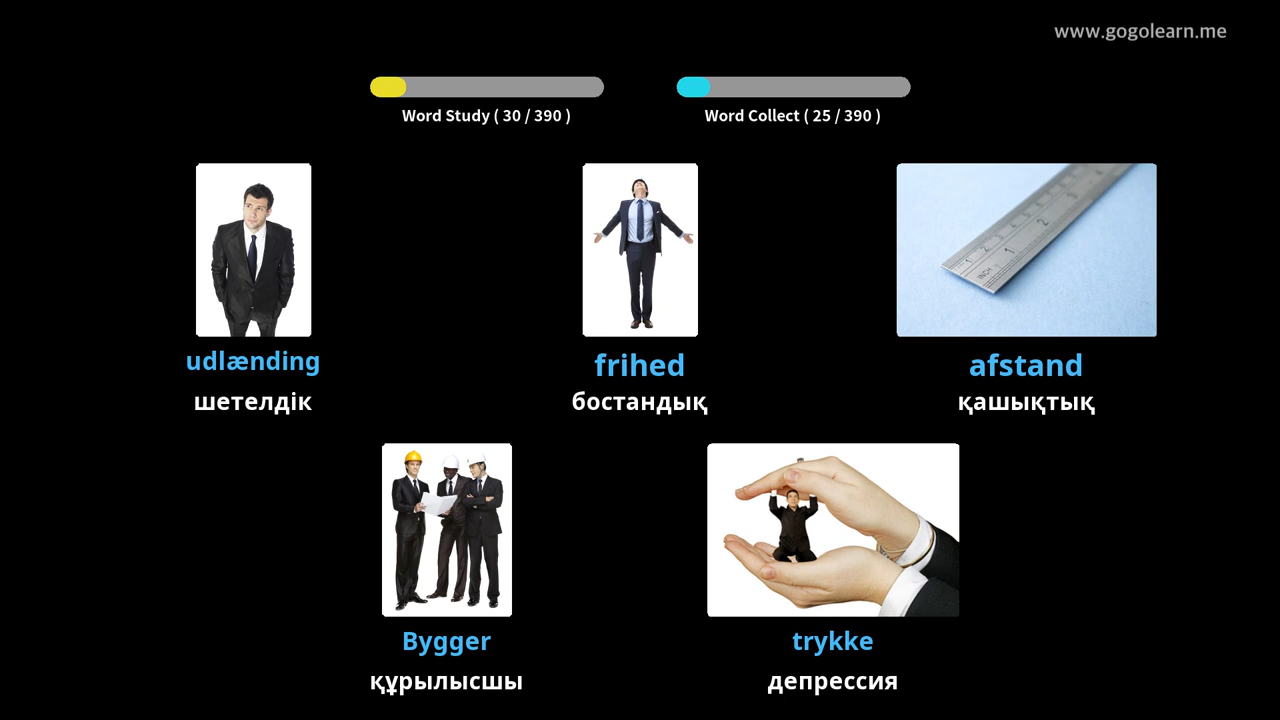 www.gogolearn.me
Word Study ( 30 / 390 )
Word Collect ( 25 / 390 )
udlænding
шетелдік
frihed
бостандық
afstand
қашықтық
Bygger
құрылысшы
trykke
депрессия